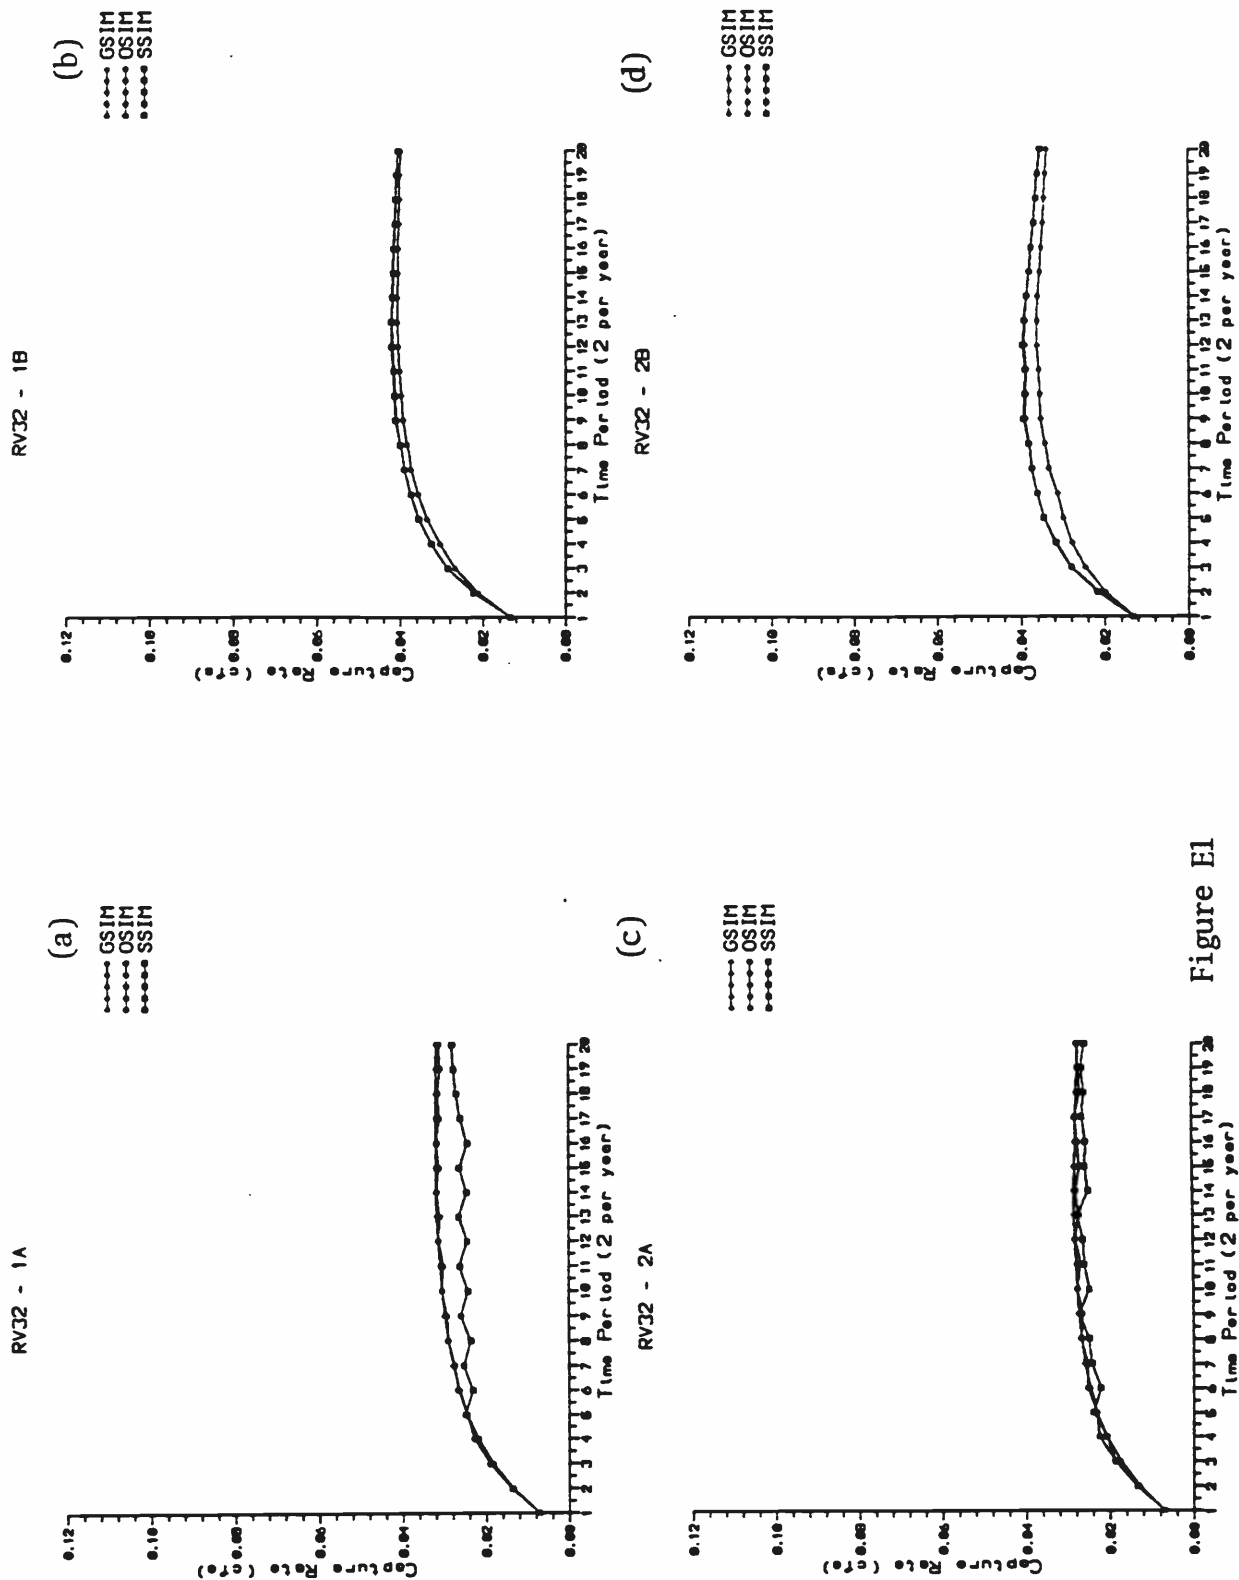 RV32 - 1A
(a)
GSIM
OSIM
SSIM
Capture Rate (cfs)
0.12
0.10
0.08
0.06
0.04
0.02
0.00
1 2 3 4 5 6 7 8 9 10 11 12 13 14 15 16 17 18 19 20
Time Period (2 per year)
RV32 - 1B
(b)
GSIM
OSIM
SSIM
Capture Rate (cfs)
0.12
0.10
0.08
0.06
0.04
0.02
0.00
1 2 3 4 5 6 7 8 9 10 11 12 13 14 15 16 17 18 19 20
Time Period (2 per year)
RV32 - 2A
(c)
GSIM
OSIM
SSIM
Capture Rate (cfs)
0.12
0.10
0.08
0.06
0.04
0.02
0.00
1 2 3 4 5 6 7 8 9 10 11 12 13 14 15 16 17 18 19 20
Time Period (2 per year)
RV32 - 2B
(d)
GSIM
OSIM
SSIM
Capture Rate (cfs)
0.12
0.10
0.08
0.06
0.04
0.02
0.00
1 2 3 4 5 6 7 8 9 10 11 12 13 14 15 16 17 18 19 20
Time Period (2 per year)
Figure E1